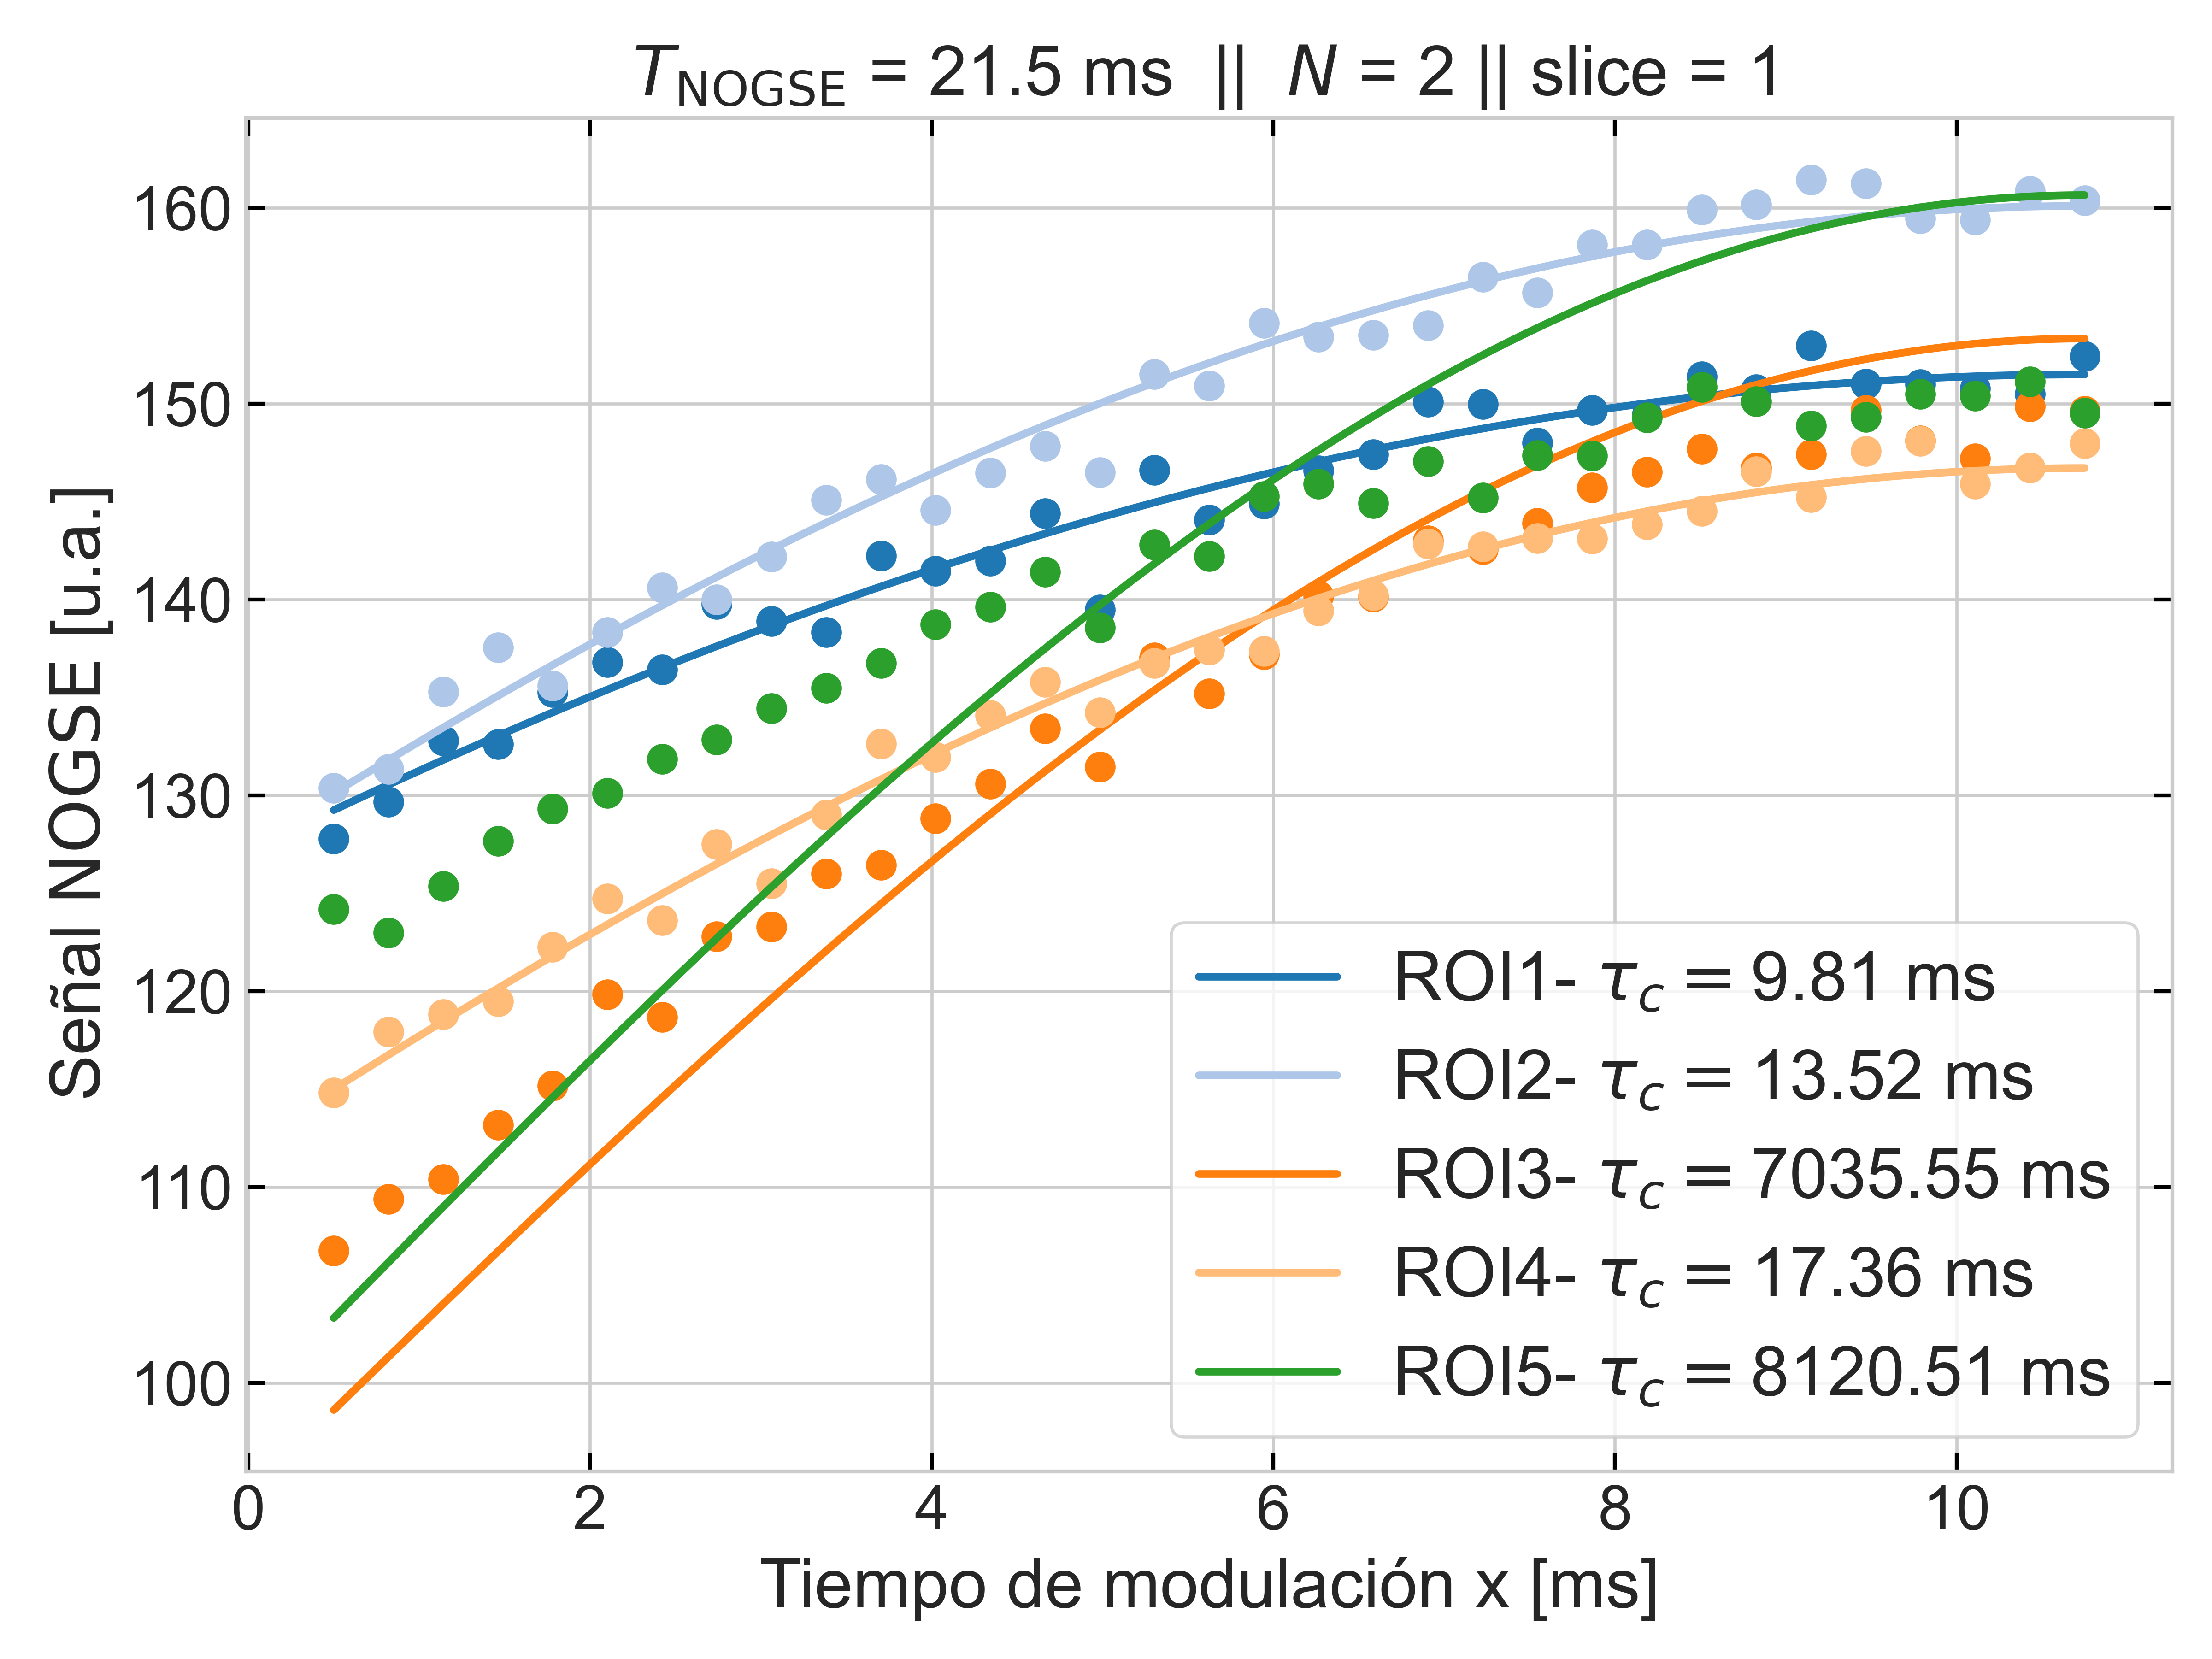 T_NOGSE = 21.5 ms || N = 2 || slice = 1
Señal NOGSE [u.a.]
160
150
140
130
120
110
100
0 2 4 6 8 10
Tiempo de modulación x [ms]
ROI1- τ_c = 9.81 ms
ROI2- τ_c = 13.52 ms
ROI3- τ_c = 7035.55 ms
ROI4- τ_c = 17.36 ms
ROI5- τ_c = 8120.51 ms